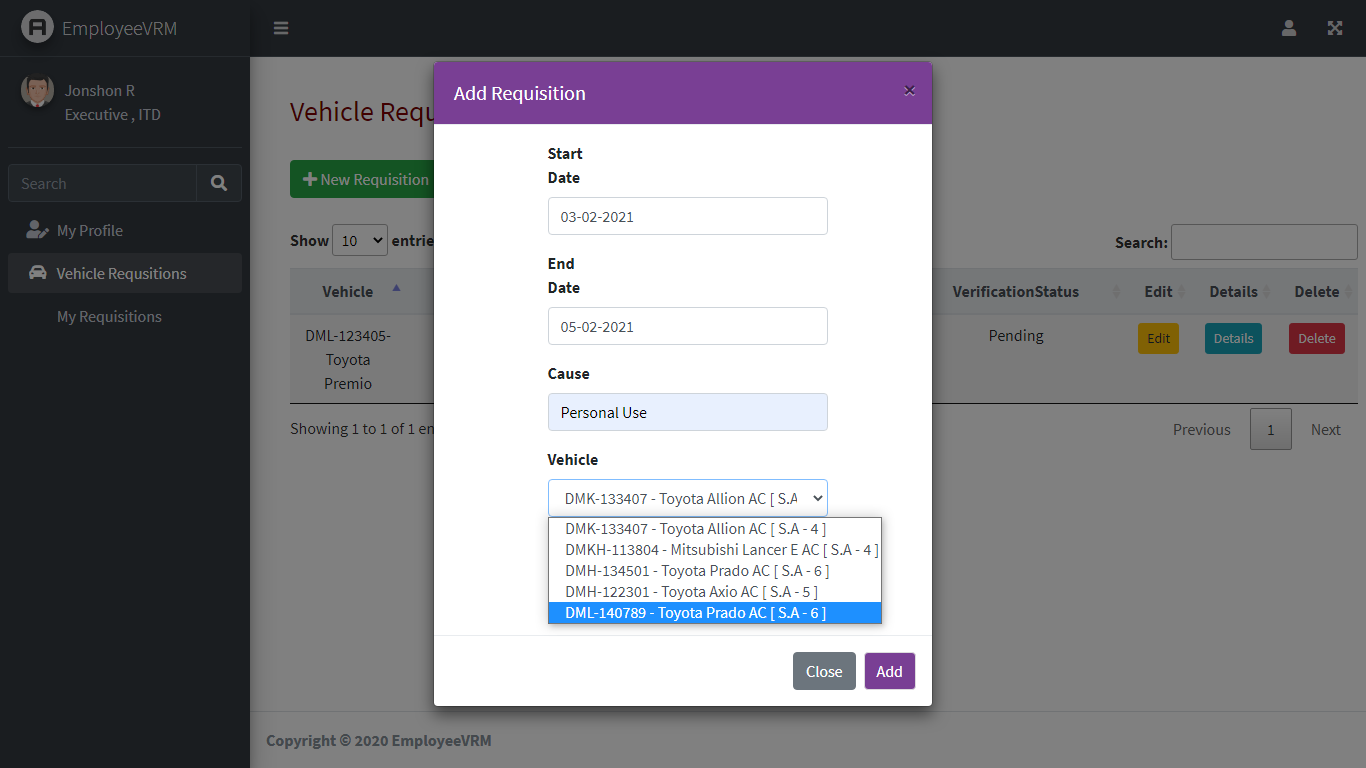 EmployeeVRM
Jonshon R
Executive , ITD
Search
My Profile
Vehicle Requsitions
My Requisitions
Vehicle Requ
New Requisition
Show 10 entrie
Search:
Vehicle VerificationStatus Edit Details Delete
DML-123405-
Toyota
Premio
Pending Edit Details Delete
Showing 1 to 1 of 1 en
Previous 1 Next
Add Requisition ×
Start
Date
03-02-2021
End
Date
05-02-2021
Cause
Personal Use
Vehicle
DMK-133407 - Toyota Allion AC [ S.A
DMK-133407 - Toyota Allion AC [ S.A - 4 ]
DMKH-113804 - Mitsubishi Lancer E AC [ S.A - 4 ]
DMH-134501 - Toyota Prado AC [ S.A - 6 ]
DMH-122301 - Toyota Axio AC [ S.A - 5 ]
DML-140789 - Toyota Prado AC [ S.A - 6 ]
Close Add
Copyright © 2020 EmployeeVRM